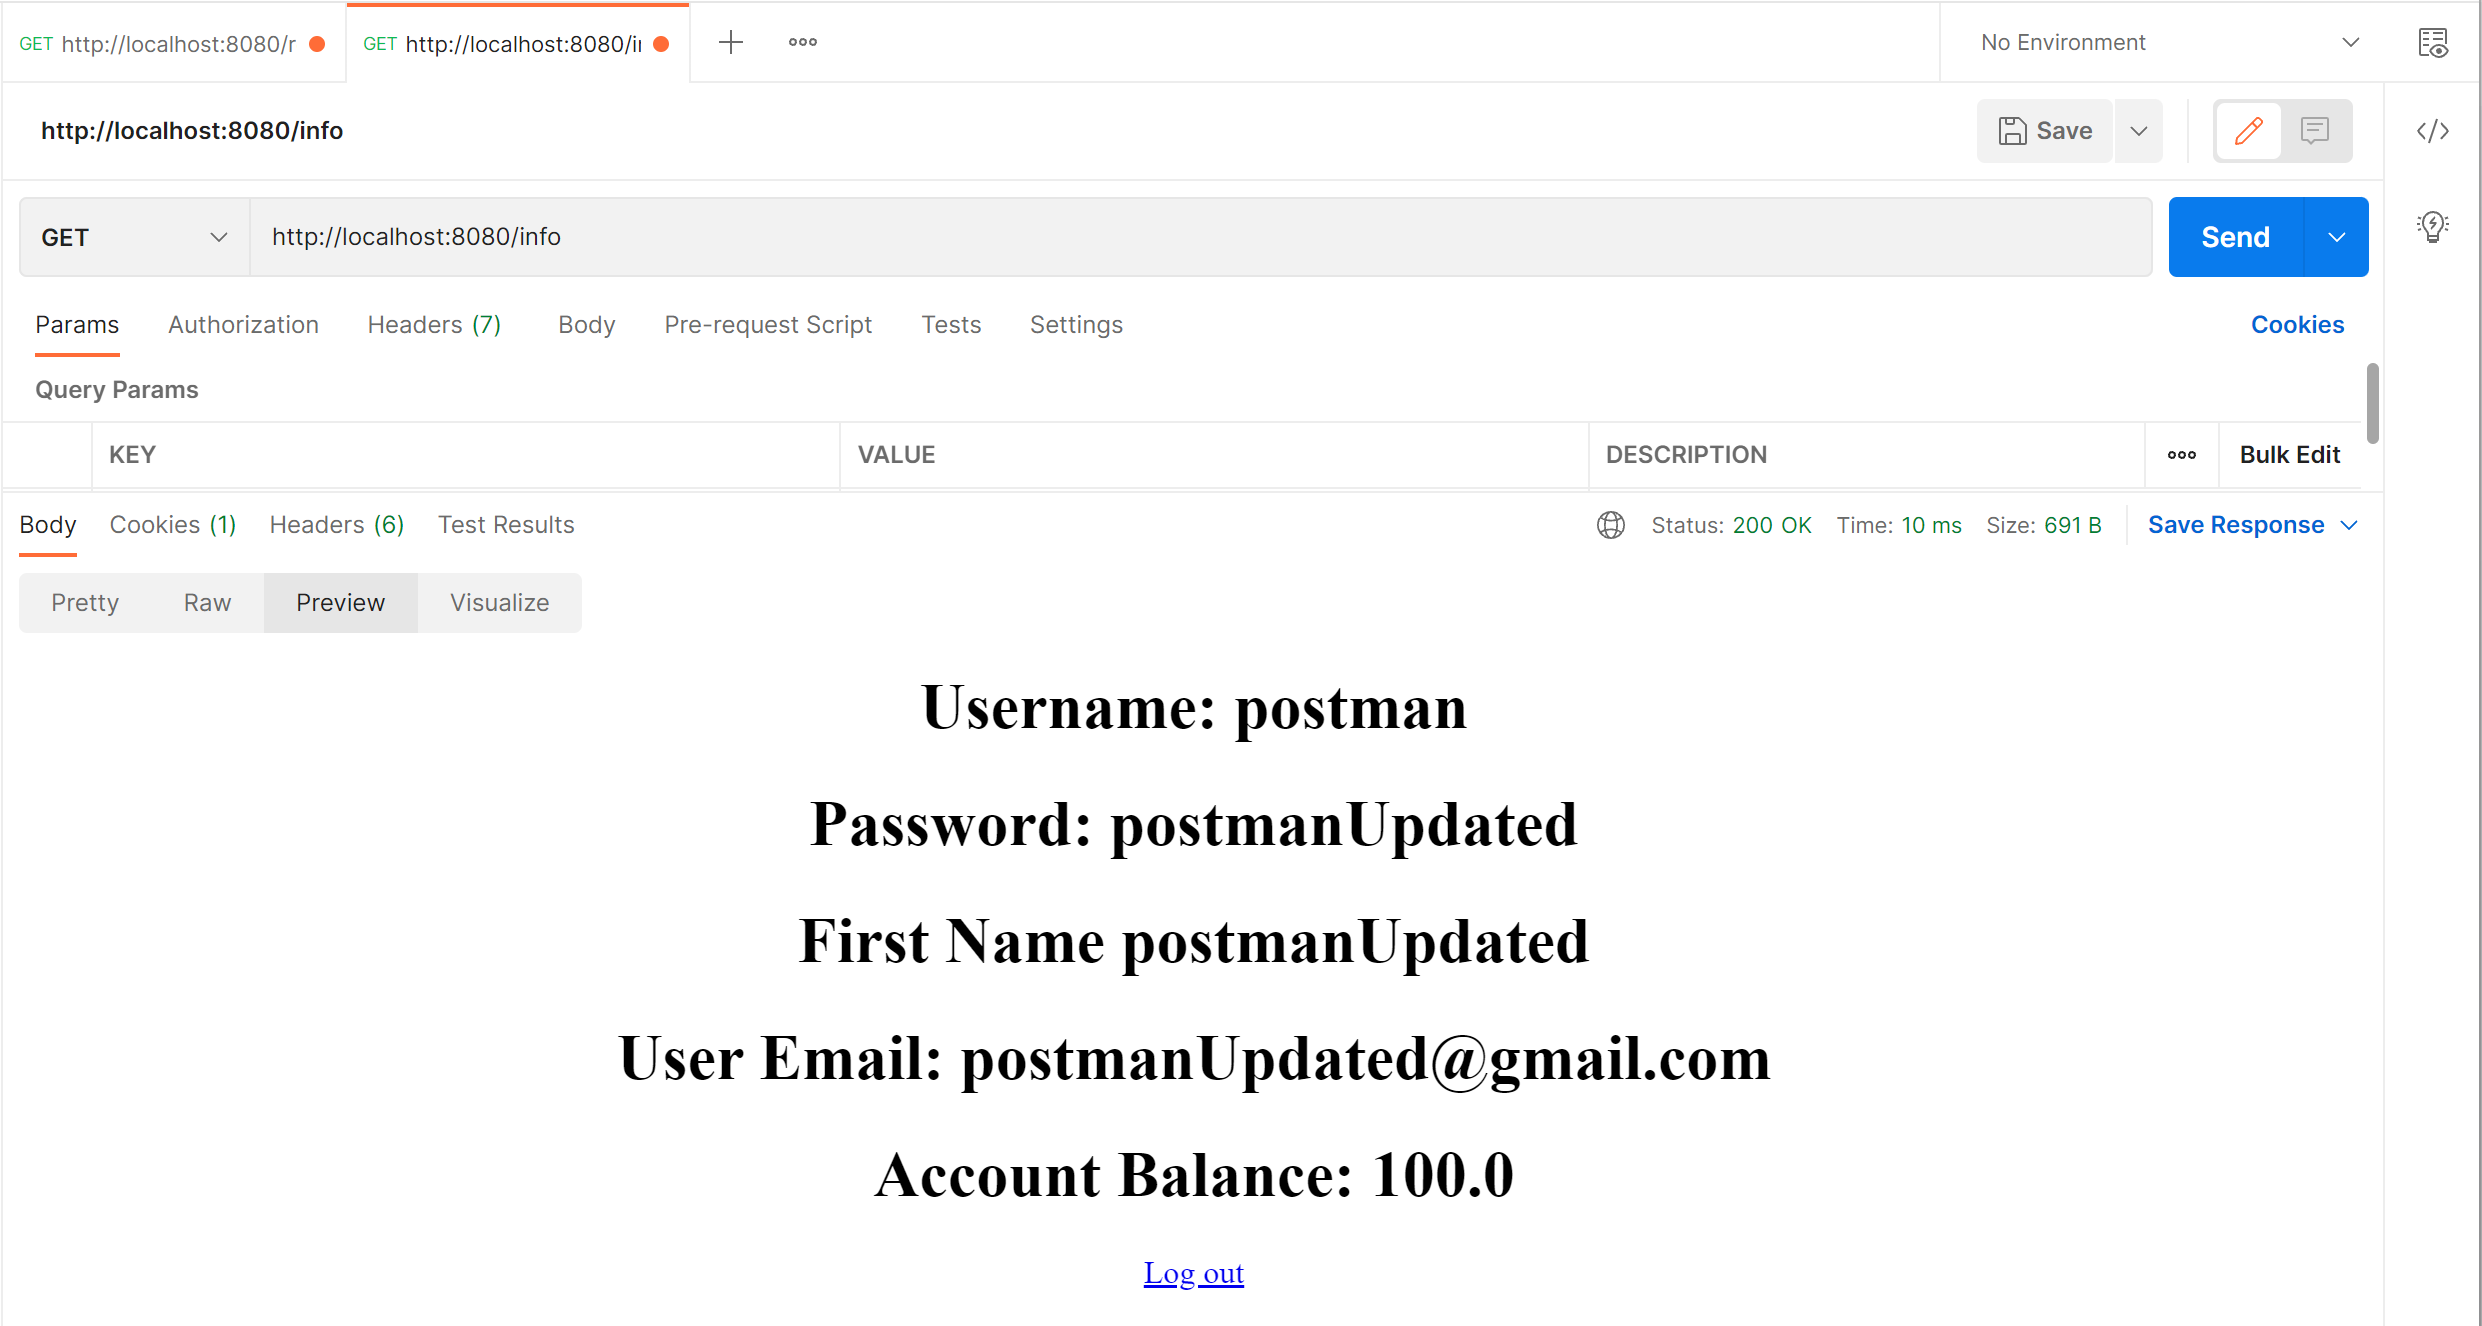 GET http://localhost:8080/r GET http://localhost:8080/i No Environment
http://localhost:8080/info Save
GET http://localhost:8080/info Send
Params Authorization Headers (7) Body Pre-request Script Tests Settings Cookies
Query Params
KEY VALUE DESCRIPTION Bulk Edit
Body Cookies (1) Headers (6) Test Results Status: 200 OK Time: 10 ms Size: 691 B Save Response
Pretty Raw Preview Visualize
Username: postman
Password: postmanUpdated
First Name postmanUpdated
User Email: postmanUpdated@gmail.com
Account Balance: 100.0
Log out